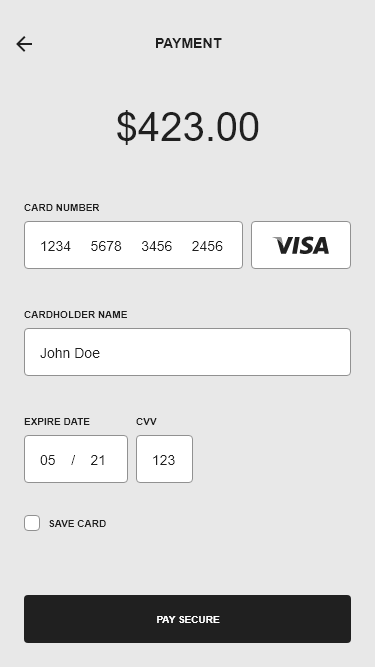 PAYMENT
$423.00
CARD NUMBER
1234 5678 3456 2456
VISA
CARDHOLDER NAME
John Doe
EXPIRE DATE CVV
05 / 21 123
SAVE CARD
PAY SECURE